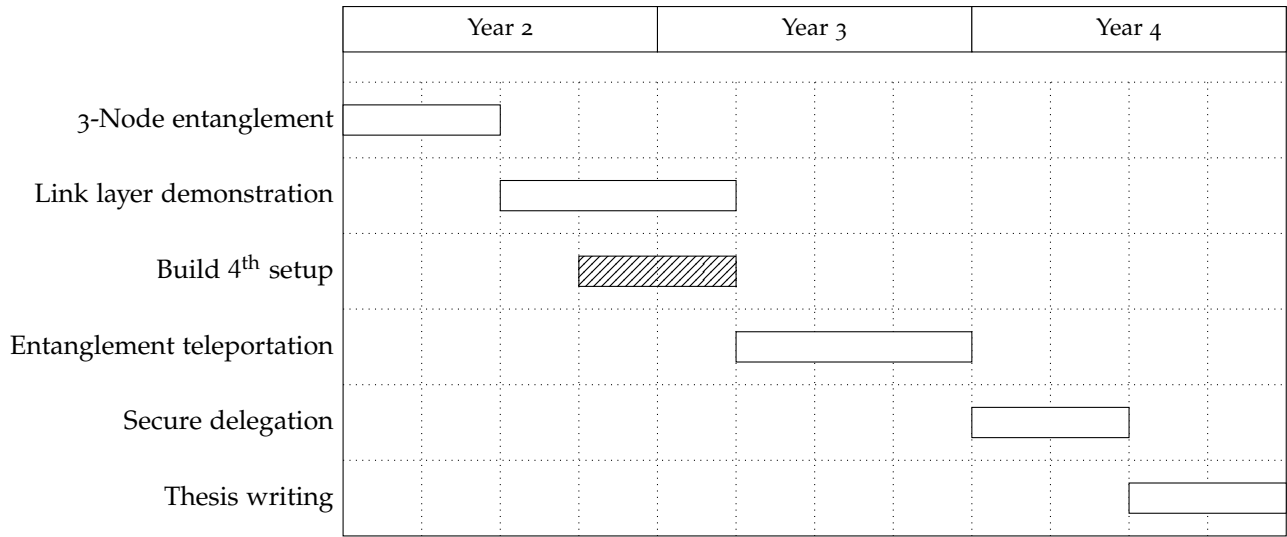 Year 2 Year 3 Year 4
3-Node entanglement
Link layer demonstration
Build 4th setup
Entanglement teleportation
Secure delegation
Thesis writing